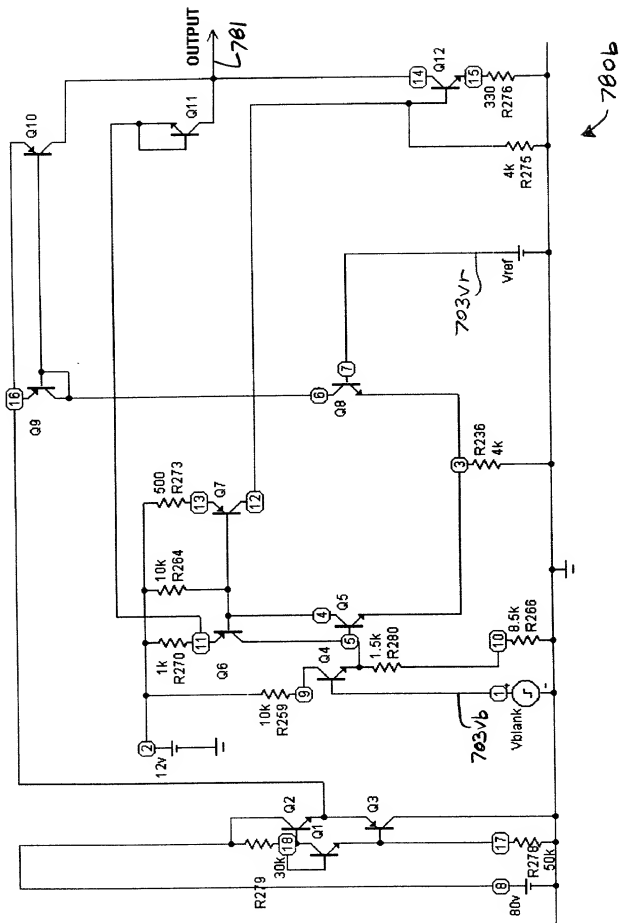 OUTPUT
781
Q10
Q11
14
Q12
15
330
R276
4k
R275
780b
16
Q9
6
Q8
7
703vr
Vref
500
R273
13
Q7
12
10k
R264
3
R236
4k
1k
R270
11
Q6
4
Q5
5
1.5k
R280
Q4
10
8.5k
R266
2
12v
10k
R259
9
703vb
1
+
Vblank
-
Q2
Q1
18
Q3
R279
30k
17
R278
50k
8
80v